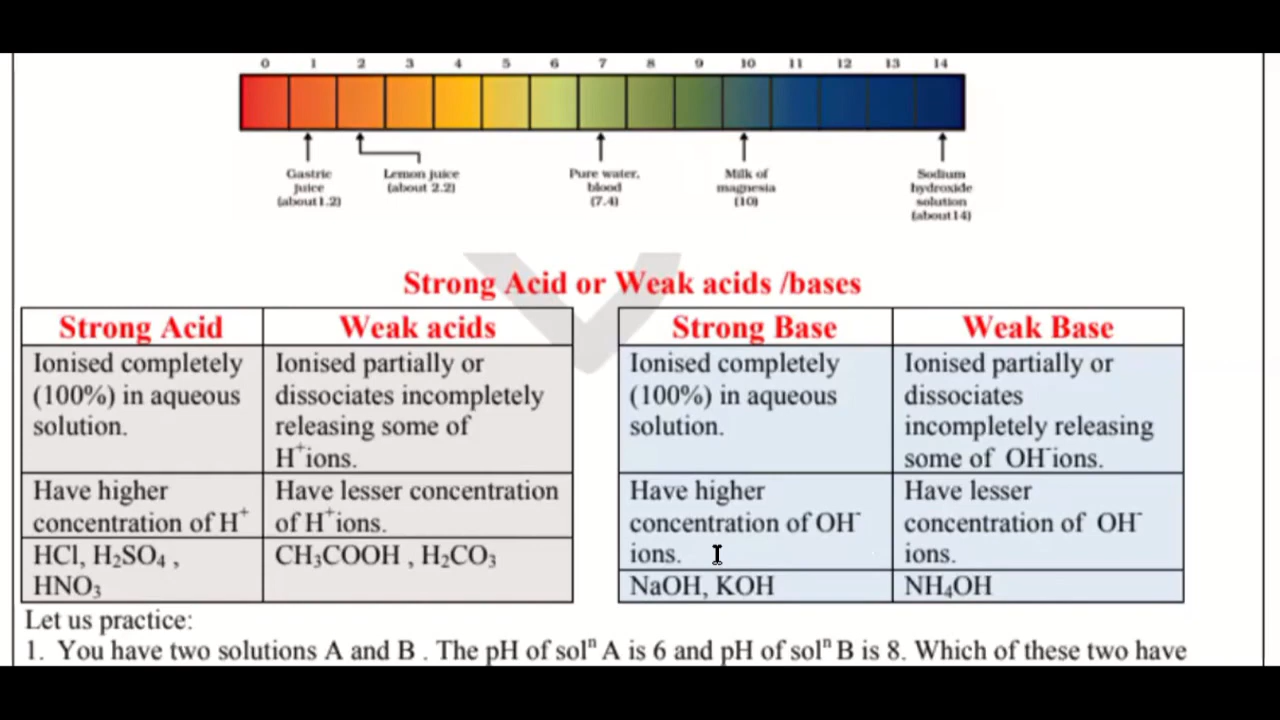 0 1 2 3 4 5 6 7 8 9 10 11 12 13 14
Gastric juice (about1.2)
Lemon juice (about 2.2)
Pure water, blood (7.4)
Milk of magnesia (10)
Sodium hydroxide solution (about14)
Strong Acid or Weak acids /bases
Strong Acid
Weak acids
Ionised completely
(100%) in aqueous
solution.
Ionised partially or
dissociates incompletely
releasing some of
H⁺ions.
Have higher
concentration of H⁺
Have lesser concentration
of H⁺ions.
HCl, H₂SO₄ ,
HNO₃
CH₃COOH , H₂CO₃
Strong Base
Weak Base
Ionised completely
(100%) in aqueous
solution.
Ionised partially or
dissociates
incompletely releasing
some of OH⁻ions.
Have higher
concentration of OH⁻
ions.
Have lesser
concentration of OH⁻
ions.
NaOH, KOH
NH₄OH
Let us practice:
1. You have two solutions A and B . The pH of solⁿ A is 6 and pH of solⁿ B is 8. Which of these two have